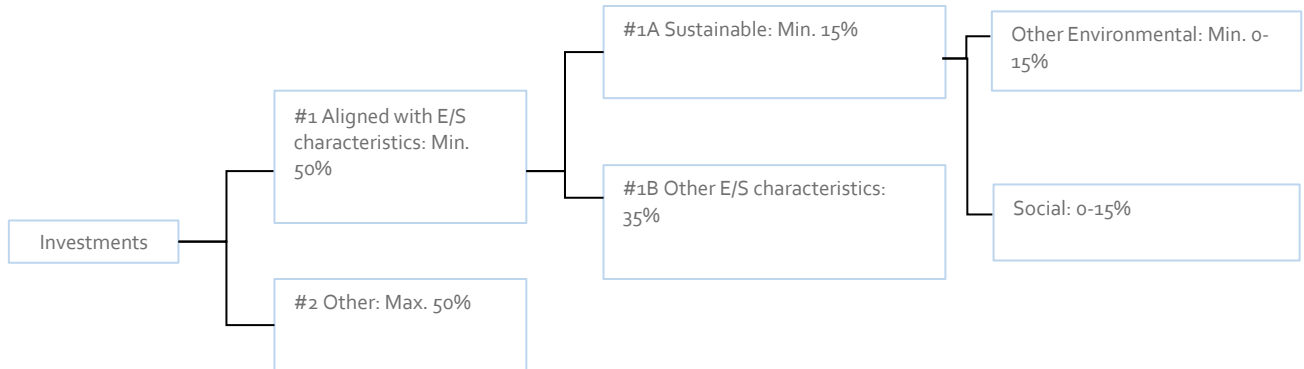 Investments
#1 Aligned with E/S
characteristics: Min.
50%
#2 Other: Max. 50%
#1A Sustainable: Min. 15%
#1B Other E/S characteristics:
35%
Other Environmental: Min. 0-
15%
Social: 0-15%